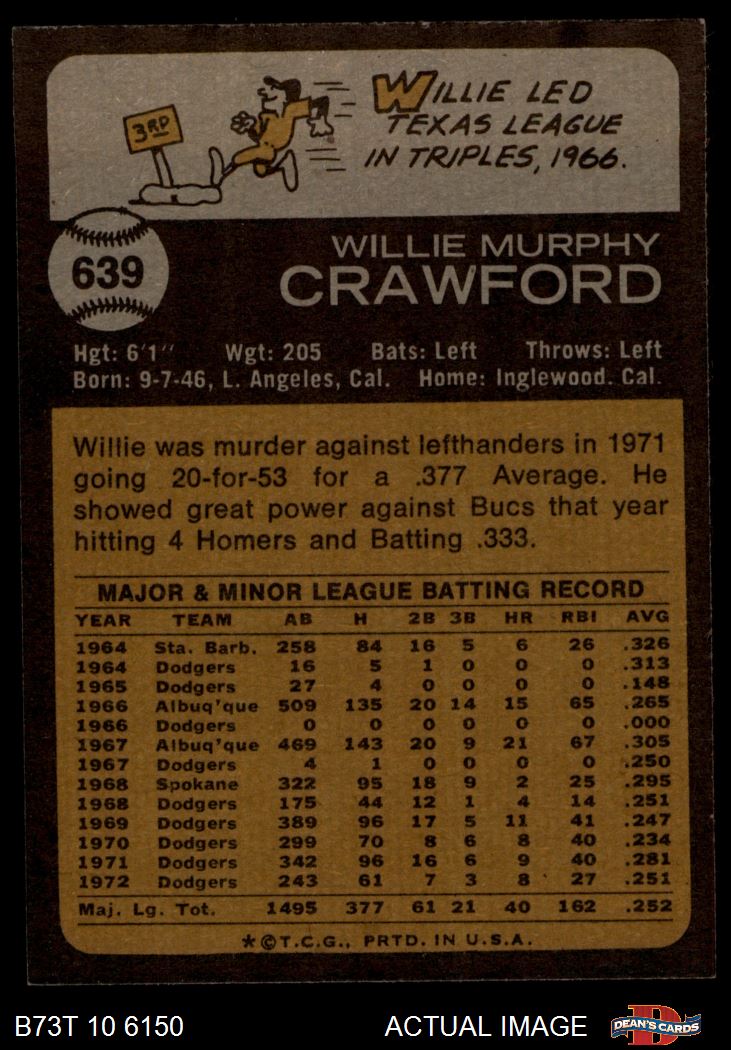 3RD
WILLIE LED
TEXAS LEAGUE
IN TRIPLES, 1966.
639
WILLIE MURPHY
CRAWFORD
Hgt: 6'1" Wgt: 205 Bats: Left Throws: Left
Born: 9-7-46, L. Angeles, Cal. Home: Inglewood. Cal.
Willie was murder against lefthanders in 1971
going 20-for-53 for a .377 Average. He
showed great power against Bucs that year
hitting 4 Homers and Batting .333.
MAJOR & MINOR LEAGUE BATTING RECORD
YEAR TEAM AB H 2B 3B HR RBI AVG
1964 Sta. Barb. 258 84 16 5 6 26 .326
1964 Dodgers 16 5 1 0 0 0 .313
1965 Dodgers 27 4 0 0 0 0 .148
1966 Albuq'que 509 135 20 14 15 65 .265
1966 Dodgers 0 0 0 0 0 0 .000
1967 Albuq'que 469 143 20 9 21 67 .305
1967 Dodgers 4 1 0 0 0 0 .250
1968 Spokane 322 95 18 9 2 25 .295
1968 Dodgers 175 44 12 1 4 14 .251
1969 Dodgers 389 96 17 5 11 41 .247
1970 Dodgers 299 70 8 6 8 40 .234
1971 Dodgers 342 96 16 6 9 40 .281
1972 Dodgers 243 61 7 3 8 27 .251
Maj. Lg. Tot. 1495 377 61 21 40 162 .252
*©T.C.G., PRTD. IN U.S.A.
B73T 10 6150 ACTUAL IMAGE D DEAN'S CARDS